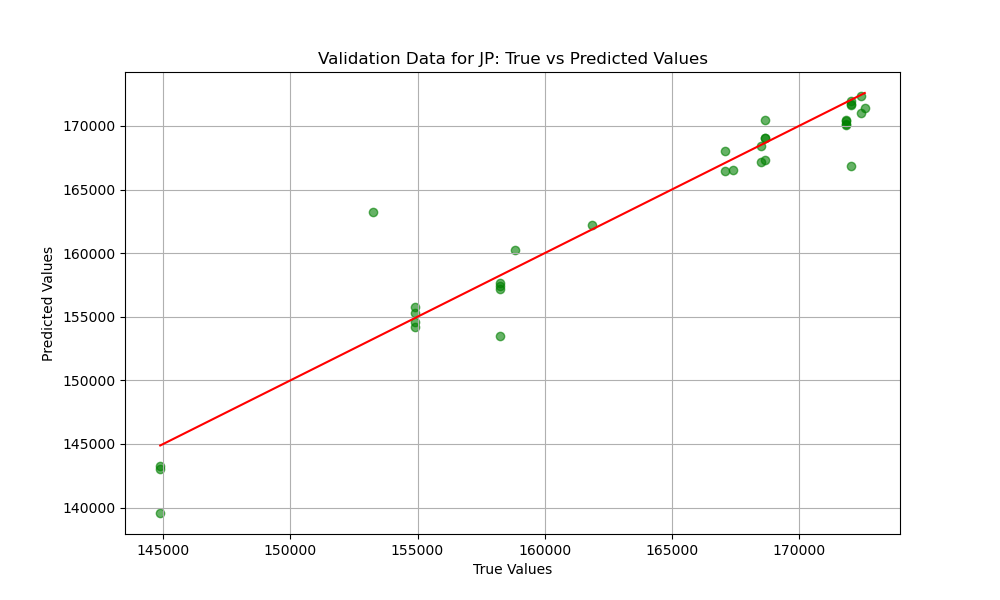 Validation Data for JP: True vs Predicted Values
Predicted Values
170000
165000
160000
155000
150000
145000
140000
145000 150000 155000 160000 165000 170000
True Values